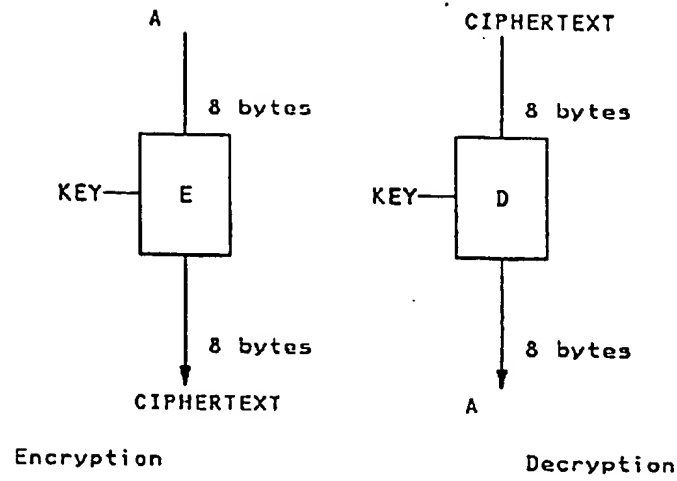 A
8 bytes
KEY
E
8 bytes
CIPHERTEXT
Encryption
CIPHERTEXT
8 bytes
KEY
D
8 bytes
A
Decryption